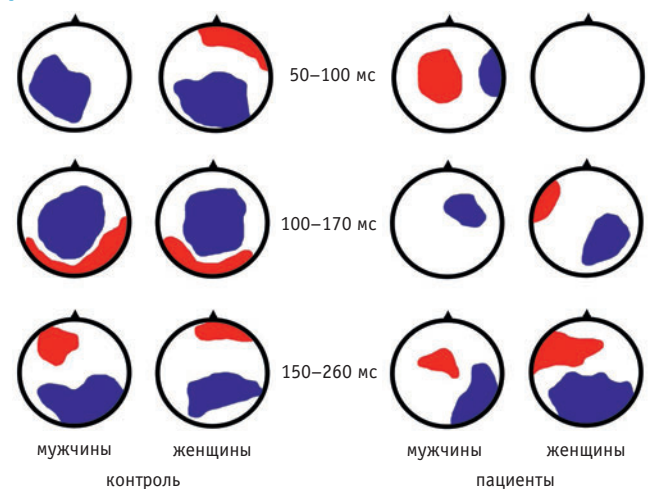 50–100 мс
100–170 мс
150–260 мс
мужчины женщины мужчины женщины
контроль пациенты